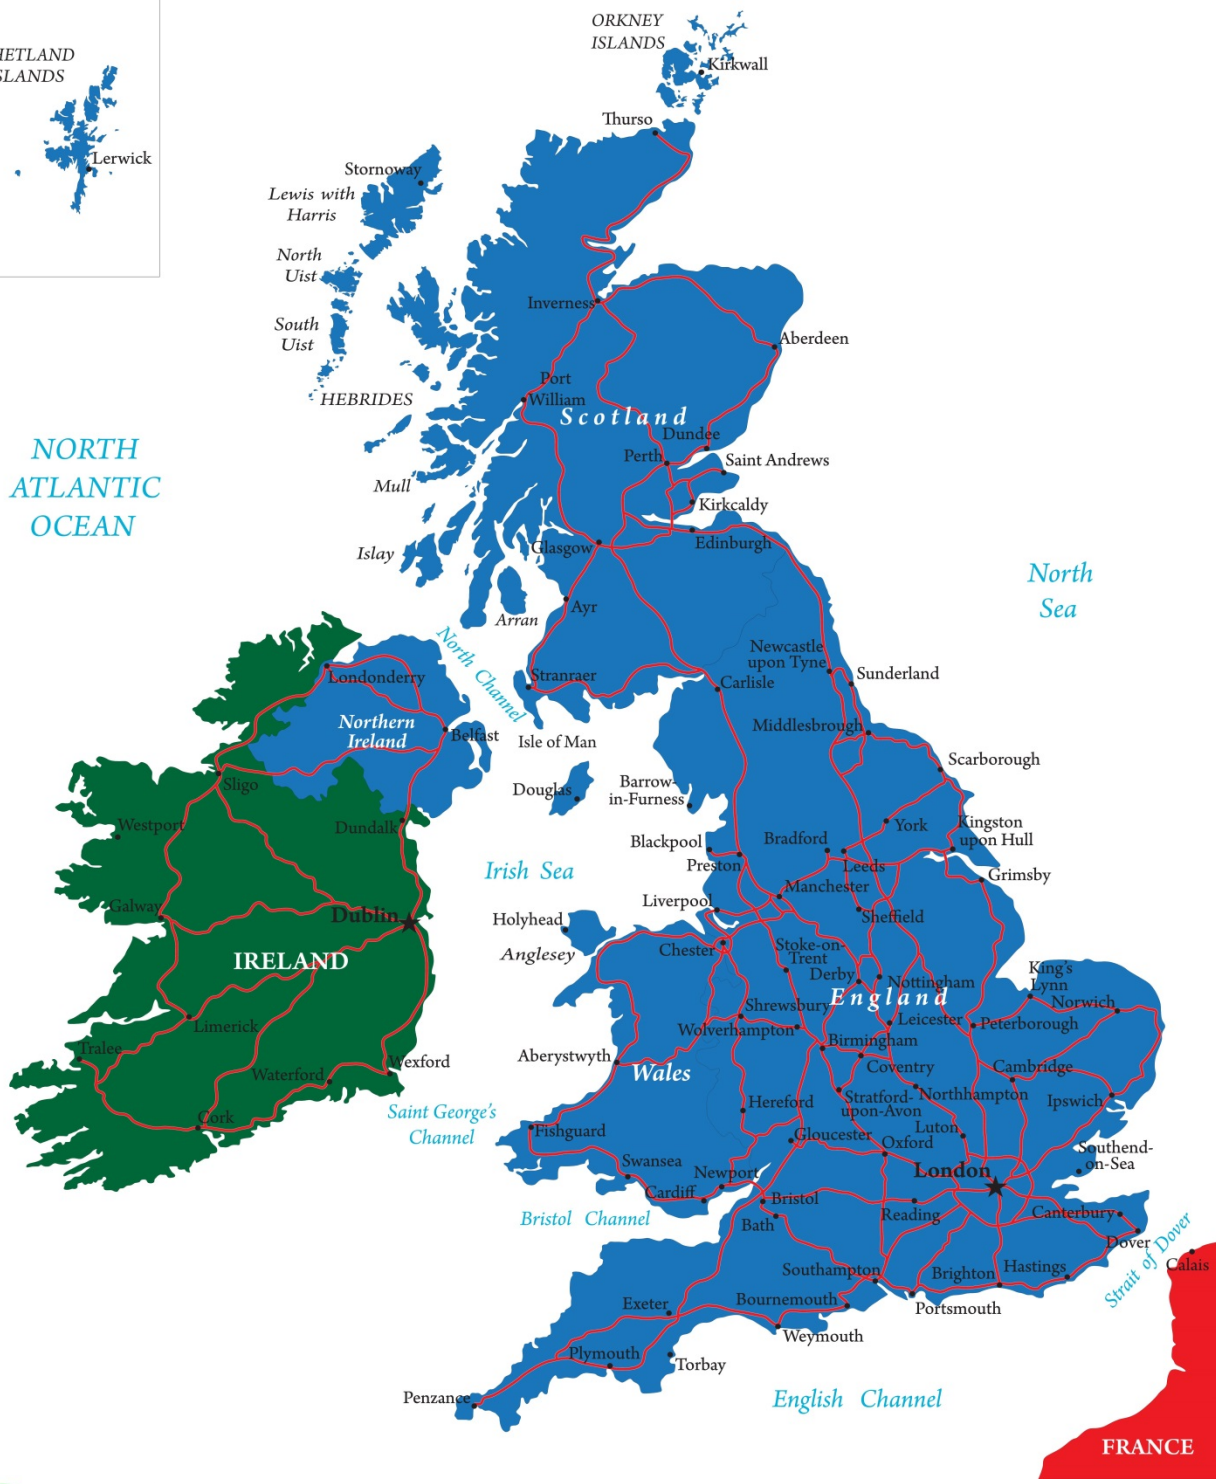 ORKNEY
ISLANDS
Kirkwall
HETLAND
SLANDS
Lerwick
Thurso
Stornoway
Lewis with
Harris
North
Uist
South
Uist
HEBRIDES
Inverness
Aberdeen
Port
William
Scotland
Dundee
Perth
Saint Andrews
Kirkcaldy
NORTH
ATLANTIC
OCEAN
Mull
Islay
Glasgow
Edinburgh
Ayr
Arran
North
Sea
North Channel
Stranraer
Newcastle
upon Tyne
Sunderland
Carlisle
Londonderry
Northern
Ireland
Belfast
Isle of Man
Douglas
Middlesbrough
Scarborough
Barrow-
in-Furness
Sligo
Westport
Dundalk
Blackpool
Preston
Bradford
Leeds
York
Kingston
upon Hull
Irish Sea
Grimsby
Manchester
Liverpool
Sheffield
Galway
Dublin
IRELAND
Holyhead
Anglesey
Chester
Stoke-on-
Trent
Derby
Nottingham
England
King's
Lynn
Norwich
Shrewsbury
Wolverhampton
Leicester
Peterborough
Limerick
Tralee
Waterford
Wexford
Cork
Aberystwyth
Wales
Birmingham
Coventry
Cambridge
Saint George's
Channel
Hereford
Stratford-
upon-Avon
Northhampton
Ipswich
Fishguard
Gloucester
Luton
Oxford
Southend-
on-Sea
Swansea
Newport
London
Cardiff
Bristol
Bristol Channel
Bath
Reading
Canterbury
Dover
Strait of Dover
Calais
Southampton
Brighton
Hastings
Exeter
Bournemouth
Portsmouth
Weymouth
Plymouth
Torbay
Penzance
English Channel
FRANCE